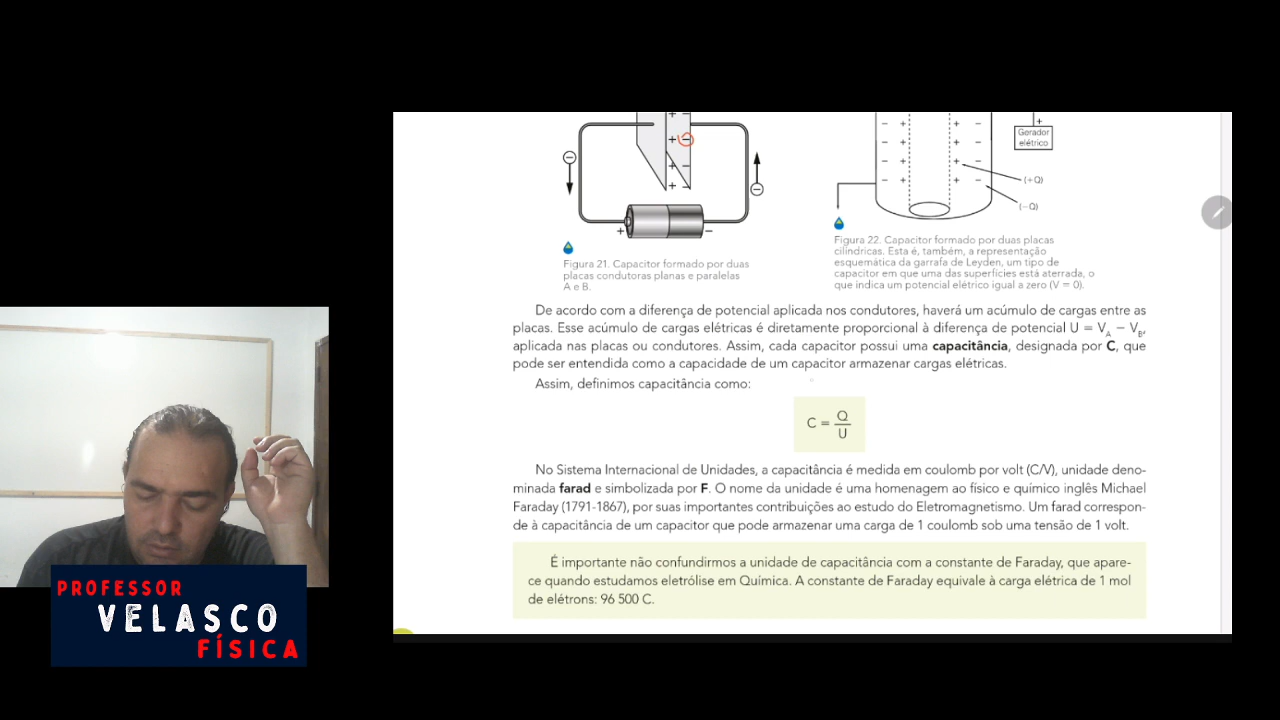 Gerador
elétrico
(+Q)
(−Q)
Figura 21. Capacitor formado por duas
placas condutoras planas e paralelas
A e B.
Figura 22. Capacitor formado por duas placas
cilíndricas. Esta é, também, a representação
esquemática da garrafa de Leyden, um tipo de
capacitor em que uma das superfícies está aterrada, o
que indica um potencial elétrico igual a zero (V = 0).
De acordo com a diferença de potencial aplicada nos condutores, haverá um acúmulo de cargas entre as
placas. Esse acúmulo de cargas elétricas é diretamente proporcional à diferença de potencial U = V_A − V_B,
aplicada nas placas ou condutores. Assim, cada capacitor possui uma capacitância, designada por C, que
pode ser entendida como a capacidade de um capacitor armazenar cargas elétricas.
Assim, definimos capacitância como:
C = Q/U
No Sistema Internacional de Unidades, a capacitância é medida em coulomb por volt (C/V), unidade deno-
minada farad e simbolizada por F. O nome da unidade é uma homenagem ao físico e químico inglês Michael
Faraday (1791-1867), por suas importantes contribuições ao estudo do Eletromagnetismo. Um farad correspon-
de à capacitância de um capacitor que pode armazenar uma carga de 1 coulomb sob uma tensão de 1 volt.
É importante não confundirmos a unidade de capacitância com a constante de Faraday, que apare-
ce quando estudamos eletrólise em Química. A constante de Faraday equivale à carga elétrica de 1 mol
de elétrons: 96 500 C.
PROFESSOR
VELASCO
FÍSICA